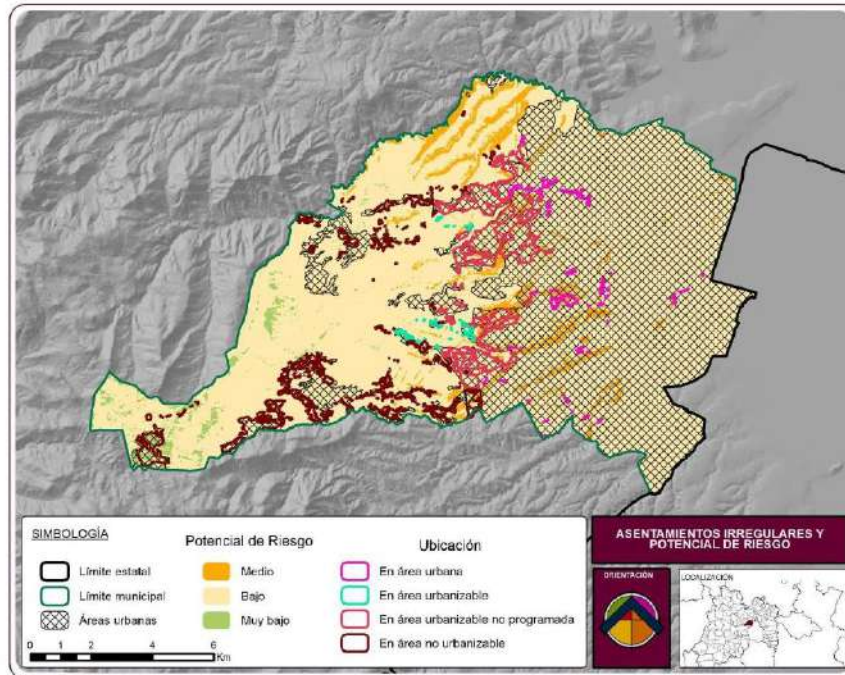 SIMBOLOGÍA
Límite estatal
Límite municipal
Áreas urbanas
0 2 4 6
Km
Potencial de Riesgo
Medio
Bajo
Muy bajo
Ubicación
En área urbana
En área urbanizable
En área urbanizable no programada
En área no urbanizable
ASENTAMIENTOS IRREGULARES Y
POTENCIAL DE RIESGO
ORIENTACIÓN
LOCALIZACIÓN